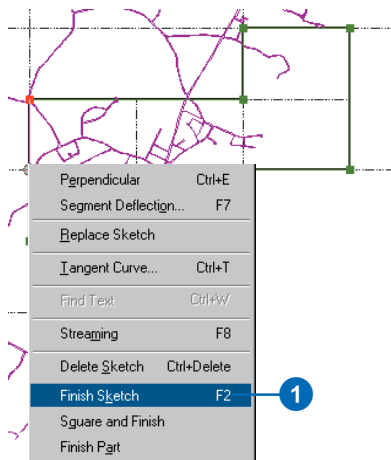 Perpendicular Ctrl+E
Segment Deflection... F7
Replace Sketch
Tangent Curve... Ctrl+T
Find Text Ctrl+W
Streaming F8
Delete Sketch Ctrl+Delete
Finish Sketch F2 1
Square and Finish
Finish Part